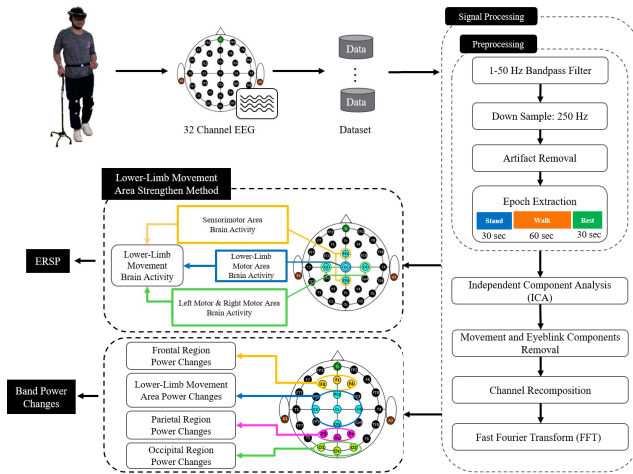 Signal Processing
Preprocessing
1-50 Hz Bandpass Filter
Down Sample: 250 Hz
Artifact Removal
Epoch Extraction
Stand
Walk
Rest
30 sec
60 sec
30 sec
Data
Data
32 Channel EEG
Dataset
Lower-Limb Movement
Area Strengthen Method
Sensorimotor Area
Brain Activity
Lower-Limb
Motor Area
Brain Activity
Left Motor & Right Motor Area
Brain Activity
Lower-Limb
Movement
Brain Activity
ERSP
Independent Component Analysis
(ICA)
Movement and Eyeblink Components
Removal
Channel Recomposition
Fast Fourier Transform (FFT)
Frontal Region
Power Changes
Lower-Limb Movement
Area Power Changes
Parietal Region
Power Changes
Occipital Region
Power Changes
Band Power
Changes